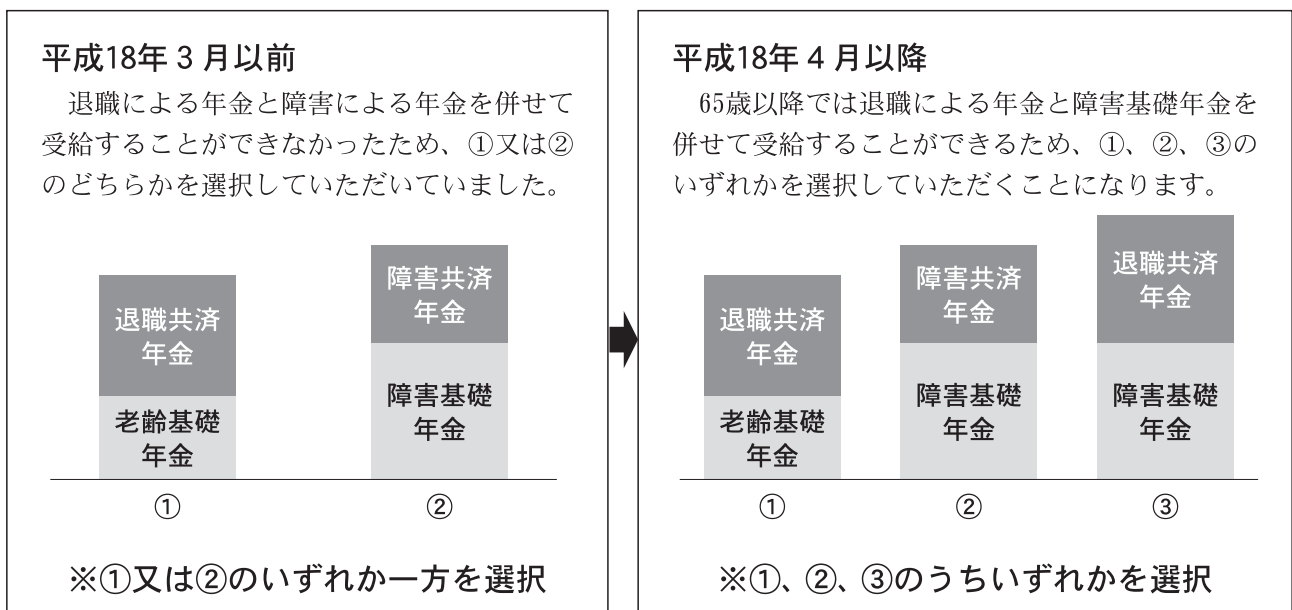 平成18年3月以前
退職による年金と障害による年金を併せて
受給することができなかったため、①又は②
のどちらかを選択していただいていました。
退職共済
年金
老齢基礎
年金
①
障害共済
年金
障害基礎
年金
②
※①又は②のいずれか一方を選択
平成18年4月以降
65歳以降では退職による年金と障害基礎年金を
併せて受給することができるため、①、②、③の
いずれかを選択していただくことになります。
退職共済
年金
老齢基礎
年金
①
障害共済
年金
障害基礎
年金
②
退職共済
年金
障害基礎
年金
③
※①、②、③のうちいずれかを選択